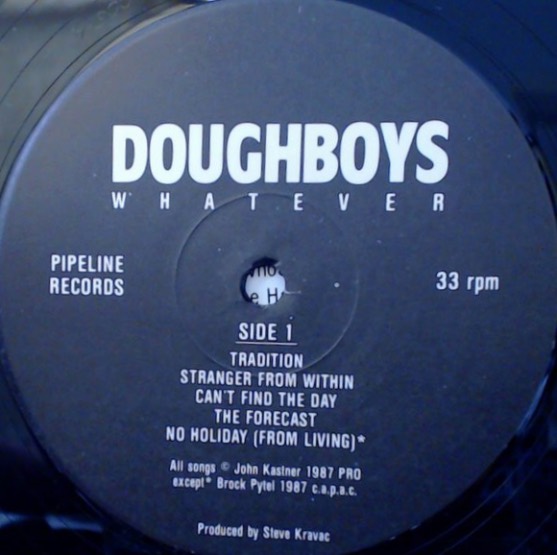 DOUGHBOYS
WHATEVER
PIPELINE
RECORDS
33 rpm
SIDE 1
TRADITION
STRANGER FROM WITHIN
CAN'T FIND THE DAY
THE FORECAST
NO HOLIDAY (FROM LIVING)*
All songs © John Kastner 1987 PRO
except* Brock Pytel 1987 c.a.p.a.c.
Produced by Steve Kravac